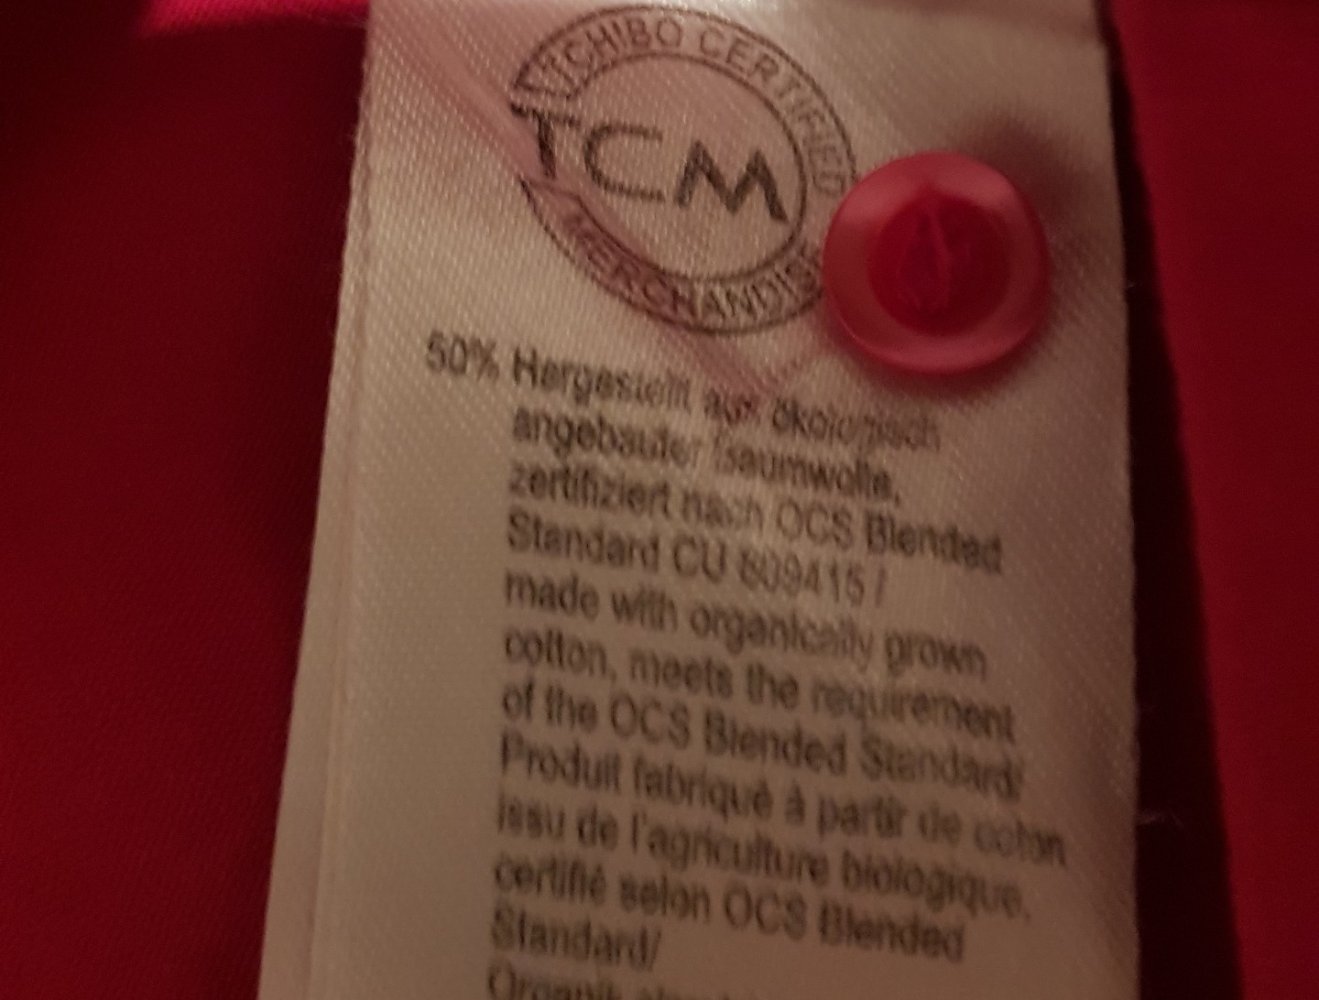 TCHIBO CERTIFIED
TCM
MERCHANDISE
50% Hergestellt aus ökologisch
angebauter Baumwolle,
zertifiziert nach OCS Blended
Standard CU 809415 /
made with organically grown
cotton, meets the requirement
of the OCS Blended Standard/
Produit fabriqué à partir de coton
issu de l'agriculture biologique,
certifié selon OCS Blended
Standard/
Organik